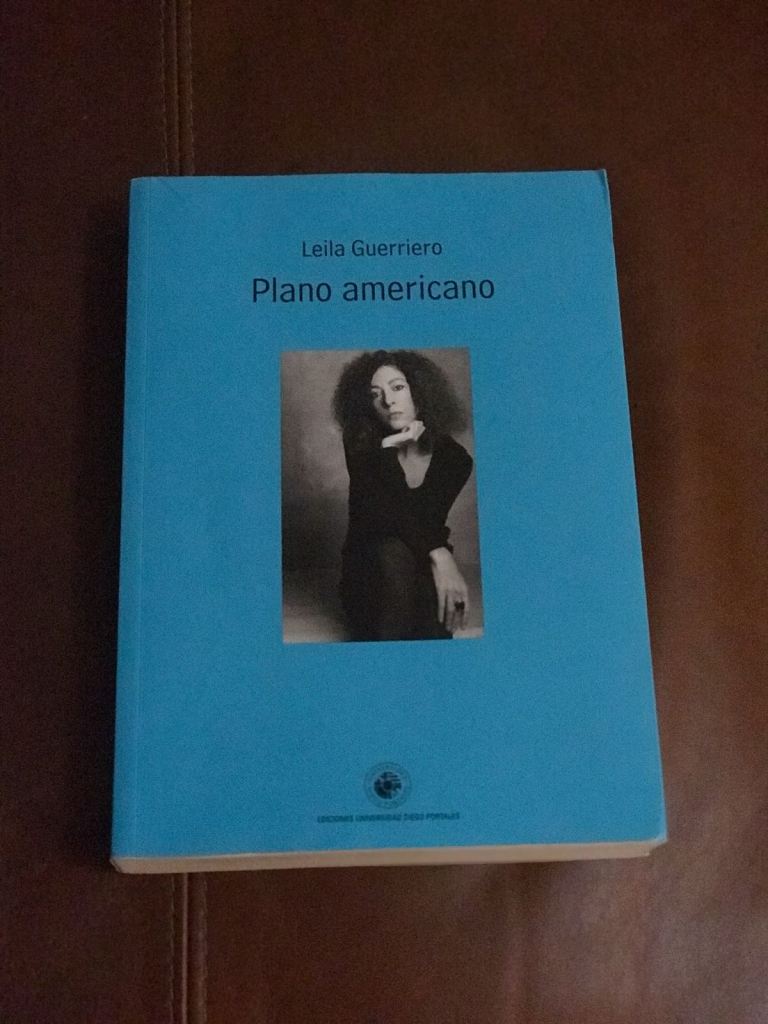 Leila Guerriero
Plano americano
EDICIONES UNIVERSIDAD DIEGO PORTALES